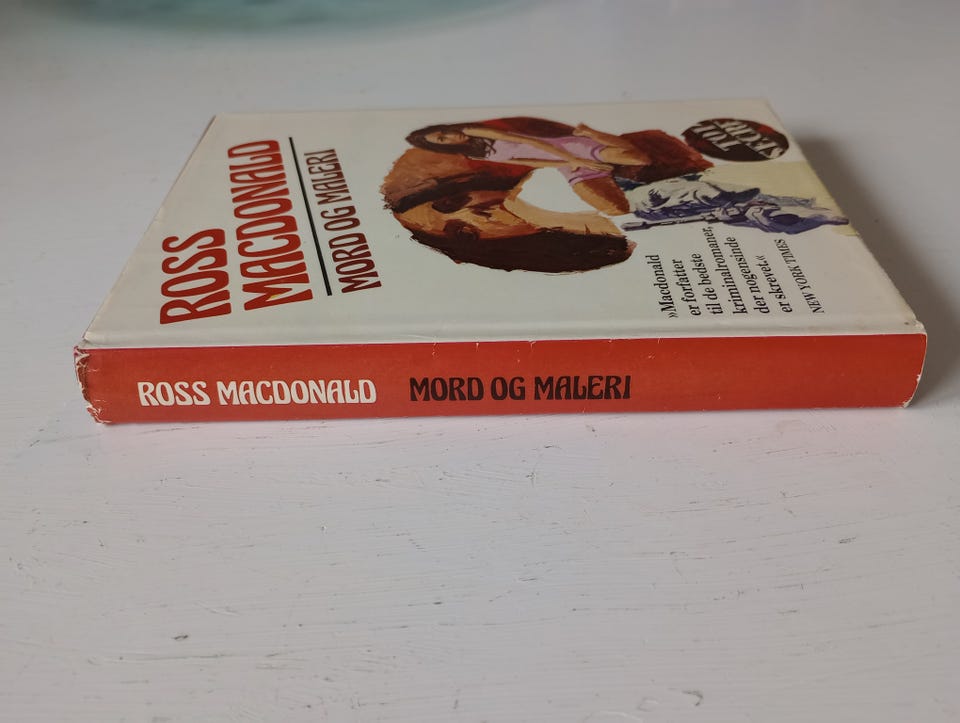 ROSS
MACDONALD
MORD OG MALERI
»Macdonald
er forfatter
til de bedste
kriminalromaner,
der nogensinde
er skrevet.«
NEW YORK TIMES
ROSS MACDONALD MORD OG MALERI